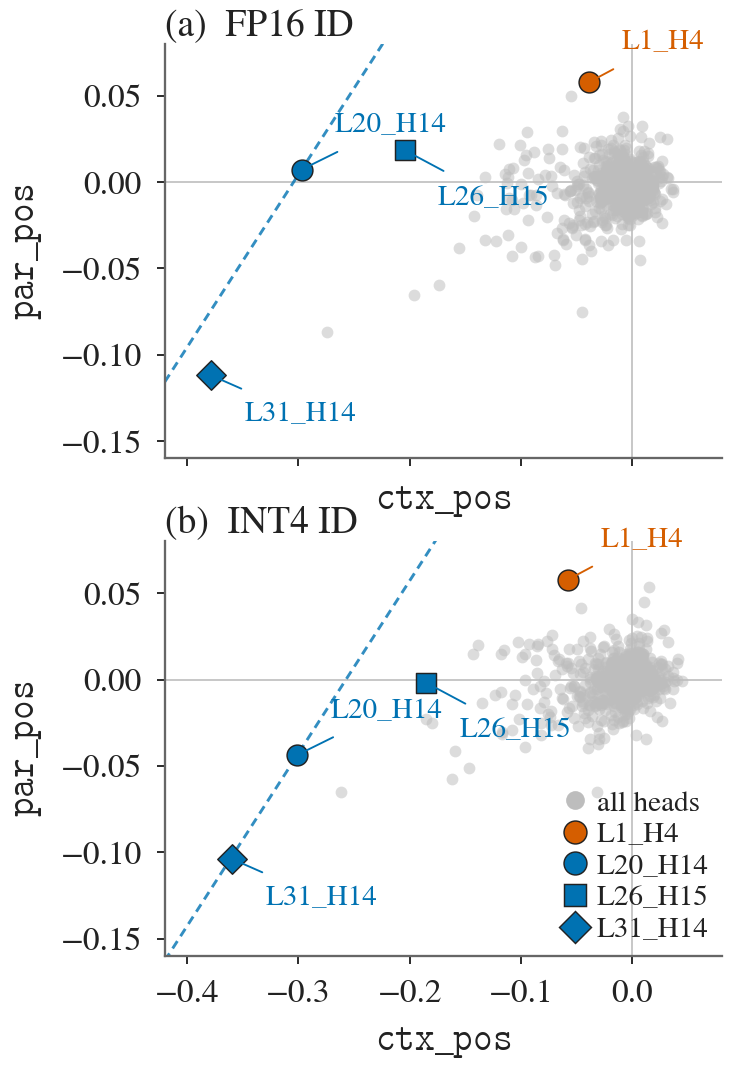 (a) FP16 ID
L1_H4
0.05
L20_H14
0.00
L26_H15
par_pos
−0.05
−0.10
L31_H14
−0.15
ctx_pos
(b) INT4 ID
L1_H4
0.05
0.00
L20_H14
L26_H15
par_pos
−0.05
all heads
L1_H4
L20_H14
L26_H15
L31_H14
−0.10
L31_H14
−0.15
−0.4 −0.3 −0.2 −0.1 0.0
ctx_pos